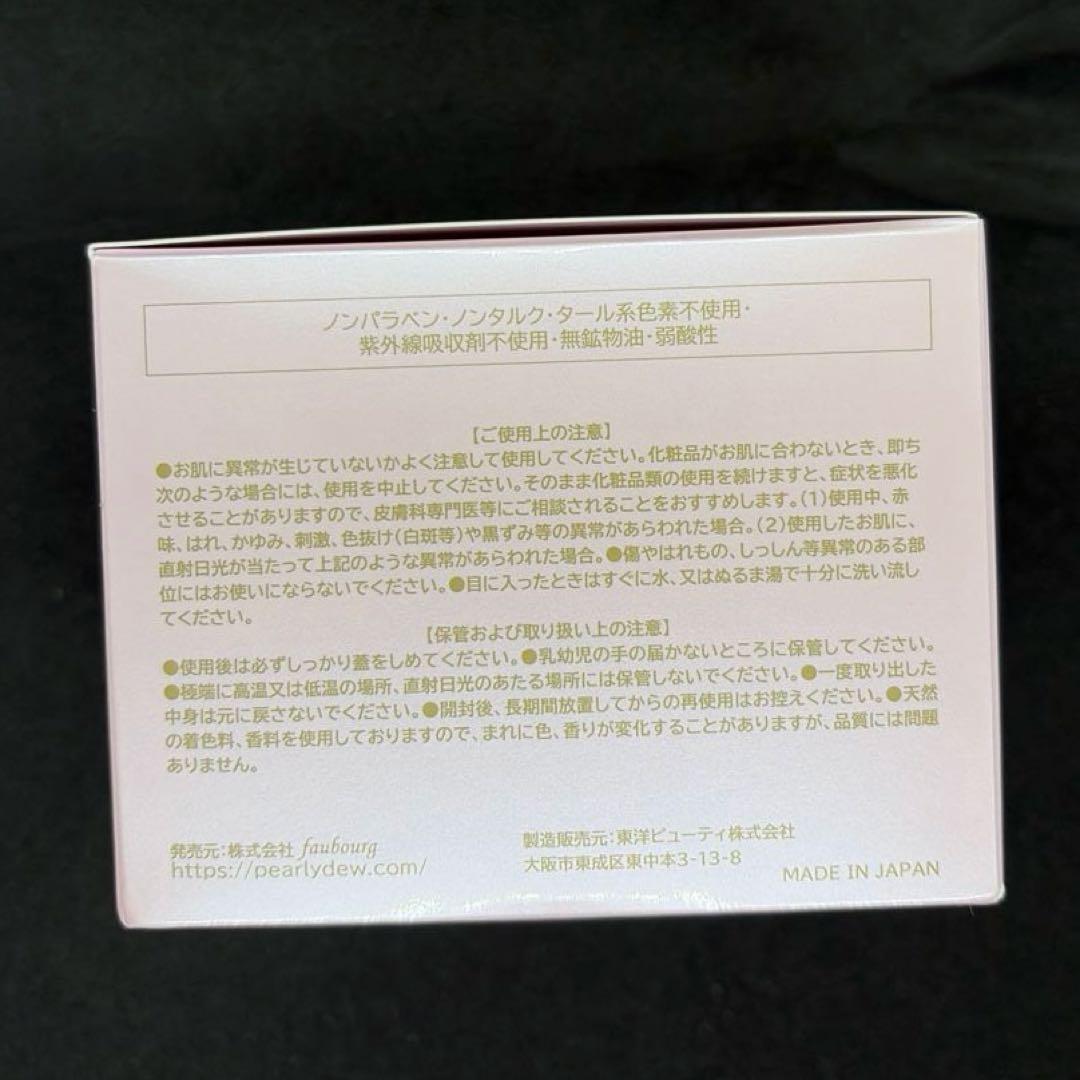 ノンパラベン・ノンタルク・タール系色素不使用・
紫外線吸収剤不使用・無鉱物油・弱酸性
【ご使用上の注意】
●お肌に異常が生じていないかよく注意して使用してください。化粧品がお肌に合わないとき、即ち
次のような場合には、使用を中止してください。そのまま化粧品類の使用を続けますと、症状を悪化
させることがありますので、皮膚科専門医等にご相談されることをおすすめします。(1)使用中、赤
味、はれ、かゆみ、刺激、色抜け(白斑等)や黒ずみ等の異常があらわれた場合。(2)使用したお肌に、
直射日光が当たって上記のような異常があらわれた場合。●傷やはれもの、しっしん等異常のある部
位にはお使いにならないでください。●目に入ったときはすぐに水、又はぬるま湯で十分に洗い流し
てください。
【保管および取り扱い上の注意】
●使用後は必ずしっかり蓋をしめてください。●乳幼児の手の届かないところに保管してください。
●極端に高温又は低温の場所、直射日光のあたる場所には保管しないでください。●一度取り出した
中身は元に戻さないでください。●開封後、長期間放置してからの再使用はお控えください。●天然
の着色料、香料を使用しておりますので、まれに色、香りが変化することがありますが、品質には問題
ありません。
発売元:株式会社 faubourg
https://pearlydew.com/
製造販売元:東洋ビューティ株式会社
大阪市東成区東中本3-13-8
MADE IN JAPAN